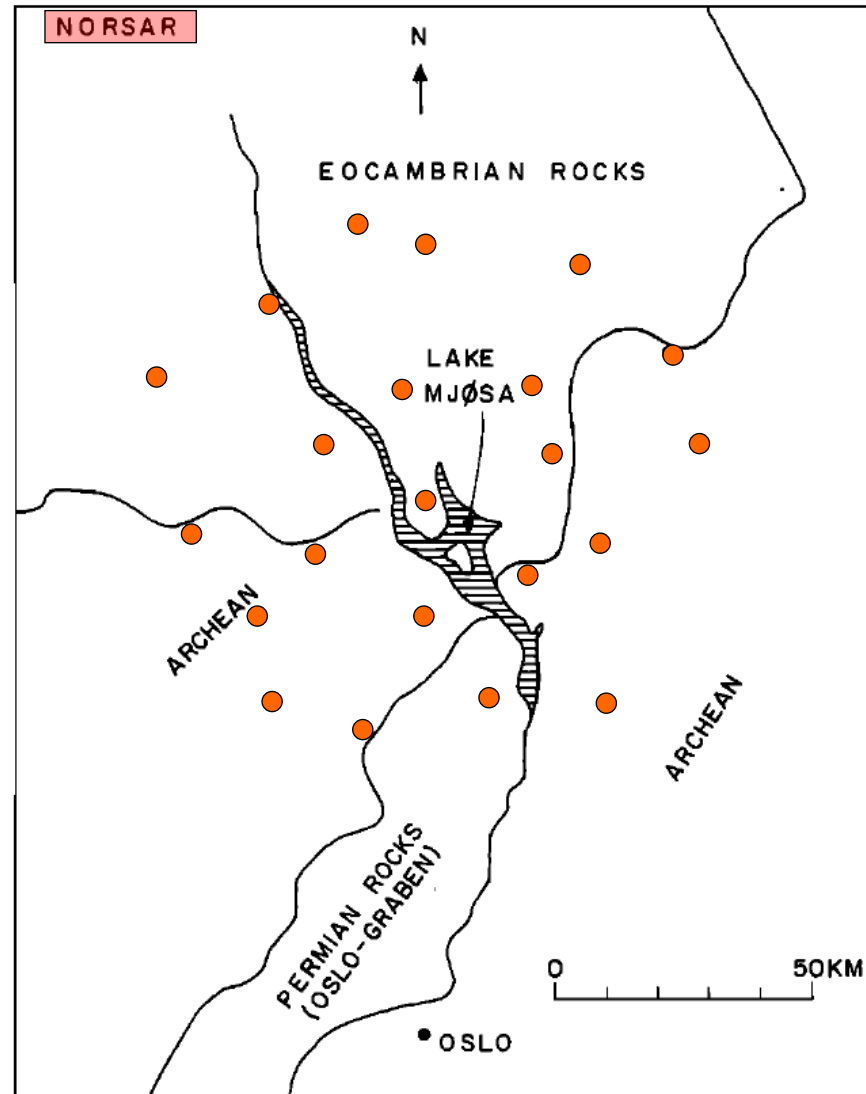 NORSAR
N
EOCAMBRIAN ROCKS
LAKE
MJØSA
ARCHEAN
ARCHEAN
PERMIAN ROCKS
(OSLO-GRABEN)
0 50KM
OSLO